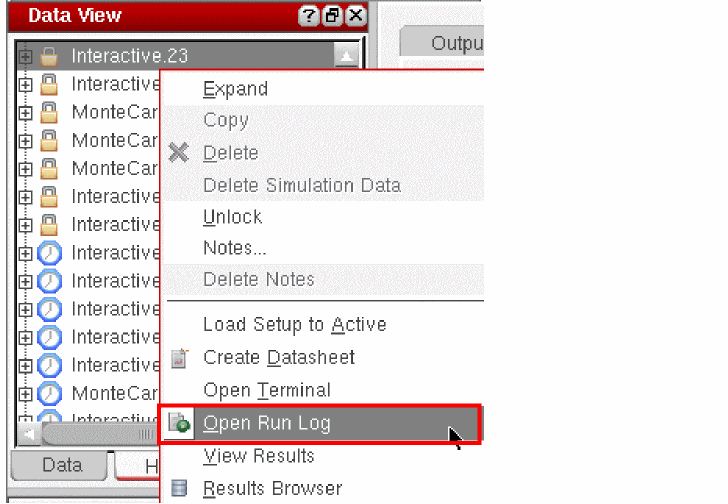 Data View
Outpu
Interactive.23
Interactive
MonteCar
MonteCar
MonteCar
Interactive
Interactive
Interactive
Interactive
Interactive
Interactive
Interactive
MonteCar
Interactive
Expand
Copy
Delete
Delete Simulation Data
Unlock
Notes...
Delete Notes
Load Setup to Active
Create Datasheet
Open Terminal
Open Run Log
View Results
Results Browser
Data
H